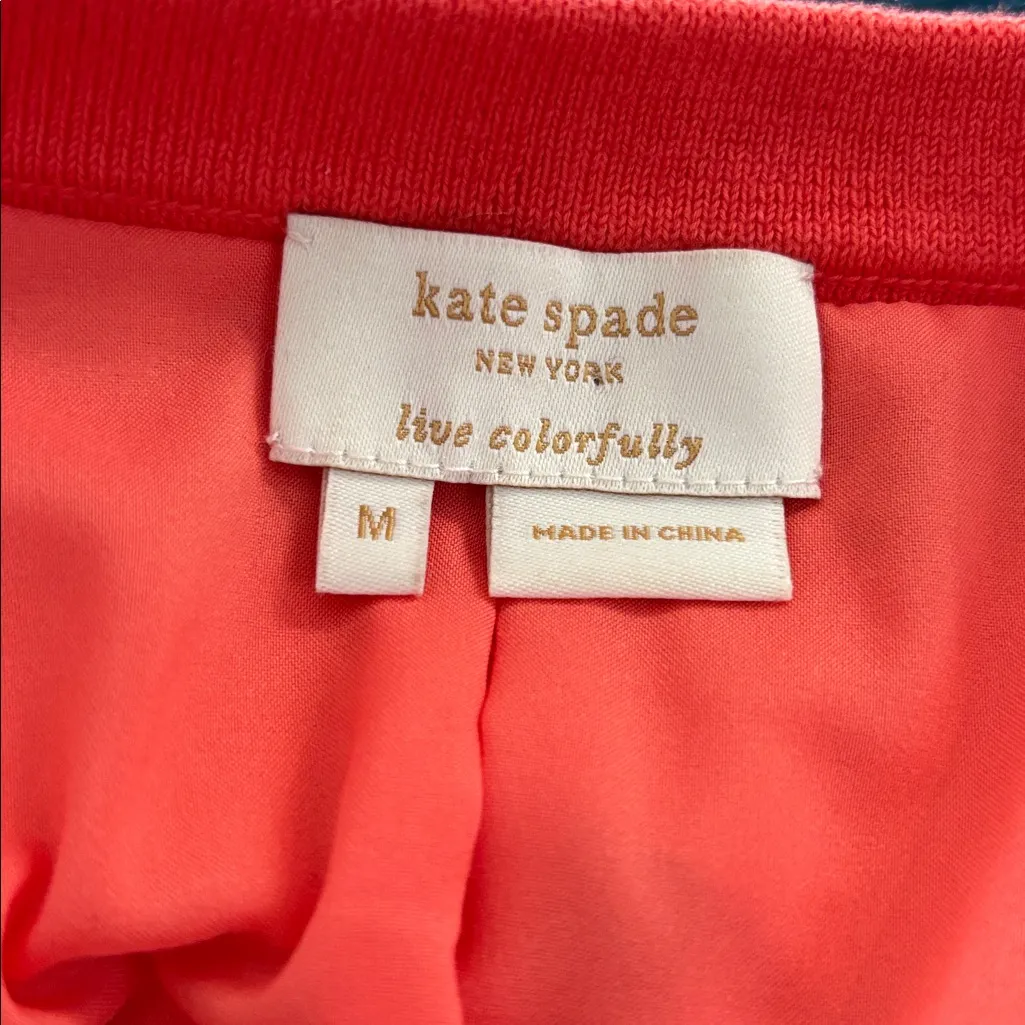 kate spade
NEW YORK
live colorfully
M
MADE IN CHINA